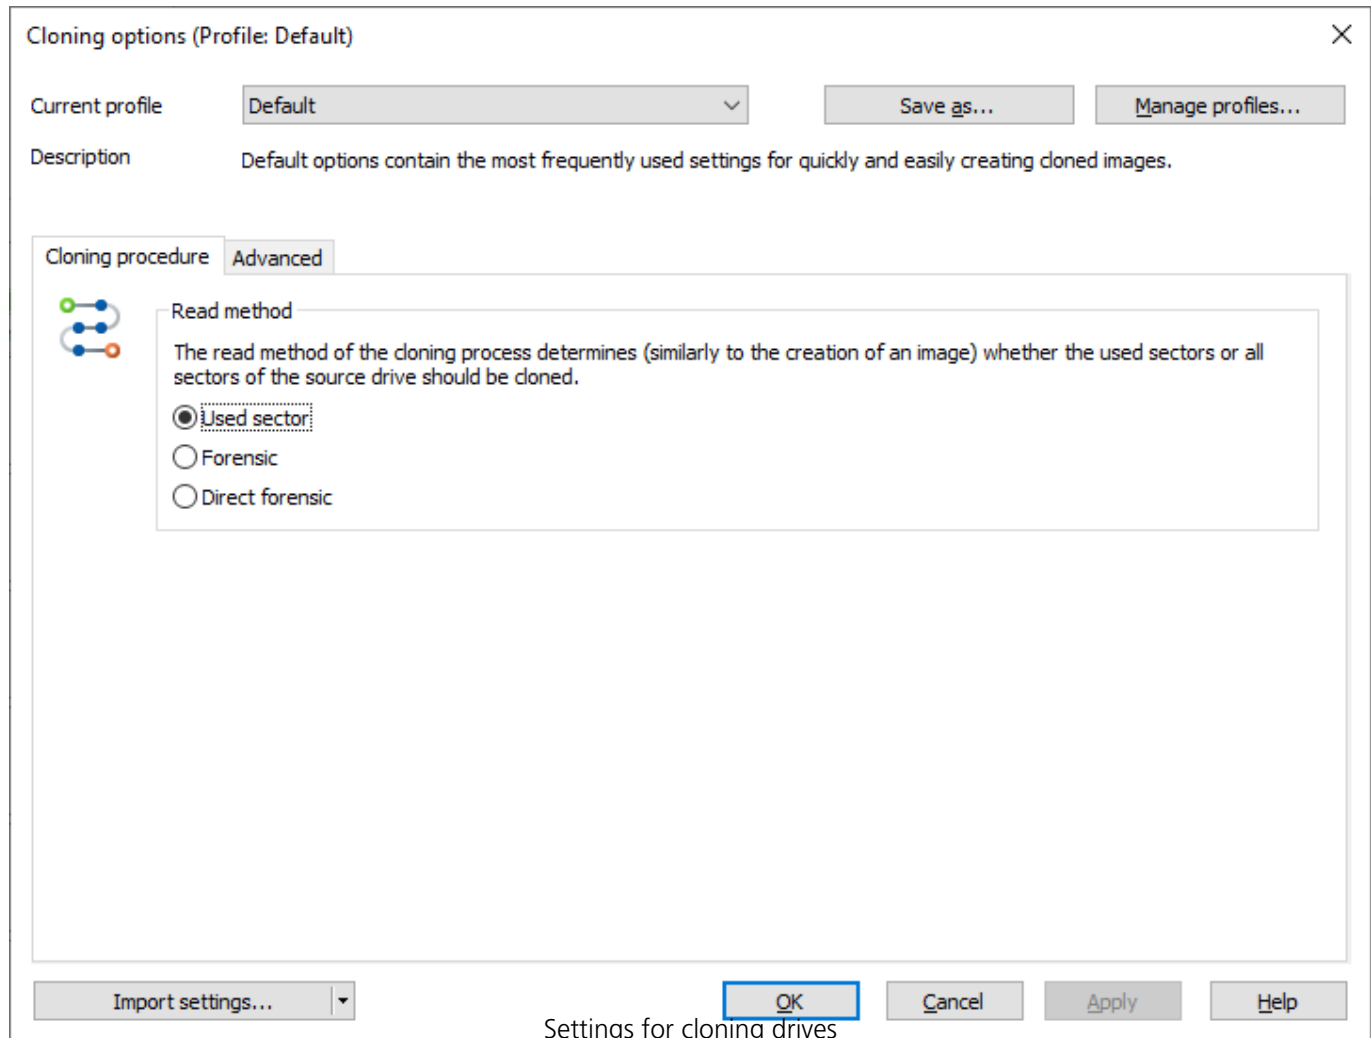 Cloning options (Profile: Default)
Current profile
Default
Save as...
Manage profiles...
Description
Default options contain the most frequently used settings for quickly and easily creating cloned images.
Cloning procedure
Advanced
Read method
The read method of the cloning process determines (similarly to the creation of an image) whether the used sectors or all
sectors of the source drive should be cloned.
Used sector
Forensic
Direct forensic
Import settings...
OK
Cancel
Apply
Help
Settings for cloning drives